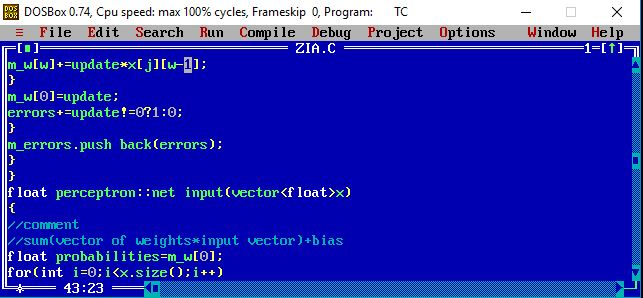 DOSBox 0.74, Cpu speed: max 100% cycles, Frameskip 0, Program: TC
≡ File Edit Search Run Compile Debug Project Options Window Help
[■] ZIA.C 1=[↑]
m_w[w]+=update*x[j][w-1];
}
m_w[0]=update;
errors+=update!=0?1:0;
}
m_errors.push back(errors);
}
}
float perceptron::net input(vector<float>x)
{
//comment
//sum(vector of weights*input vector)+bias
float probabilities=m_w[0];
for(int i=0;i<x.size();i++)
* 43:23